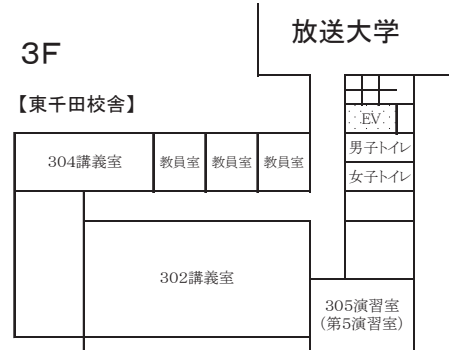 放送大学
3F
【東千田校舎】
EV
304講義室
教員室
教員室
教員室
男子トイレ
女子トイレ
302講義室
305演習室
(第5演習室)